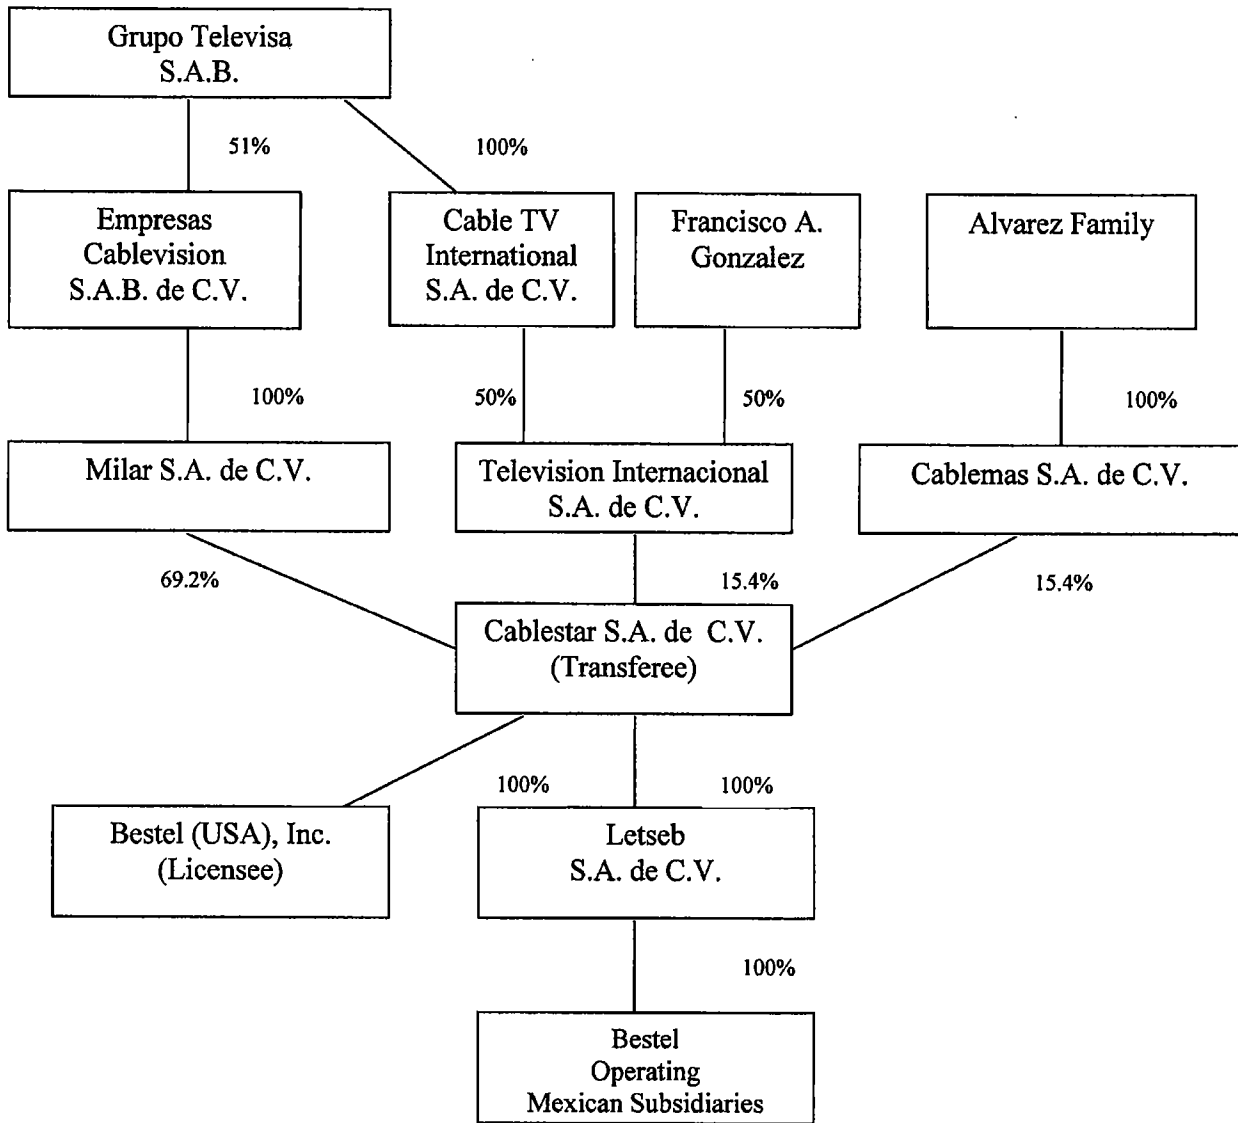 Grupo Televisa
S.A.B.
51%
100%
Empresas
Cablevision
S.A.B. de C.V.
Cable TV
International
S.A. de C.V.
Francisco A.
Gonzalez
Alvarez Family
100%
50%
50%
100%
Milar S.A. de C.V.
Television Internacional
S.A. de C.V.
Cablemas S.A. de C.V.
69.2%
15.4%
15.4%
Cablestar S.A. de C.V.
(Transferee)
100%
100%
Bestel (USA), Inc.
(Licensee)
Letseb
S.A. de C.V.
100%
Bestel
Operating
Mexican Subsidiaries